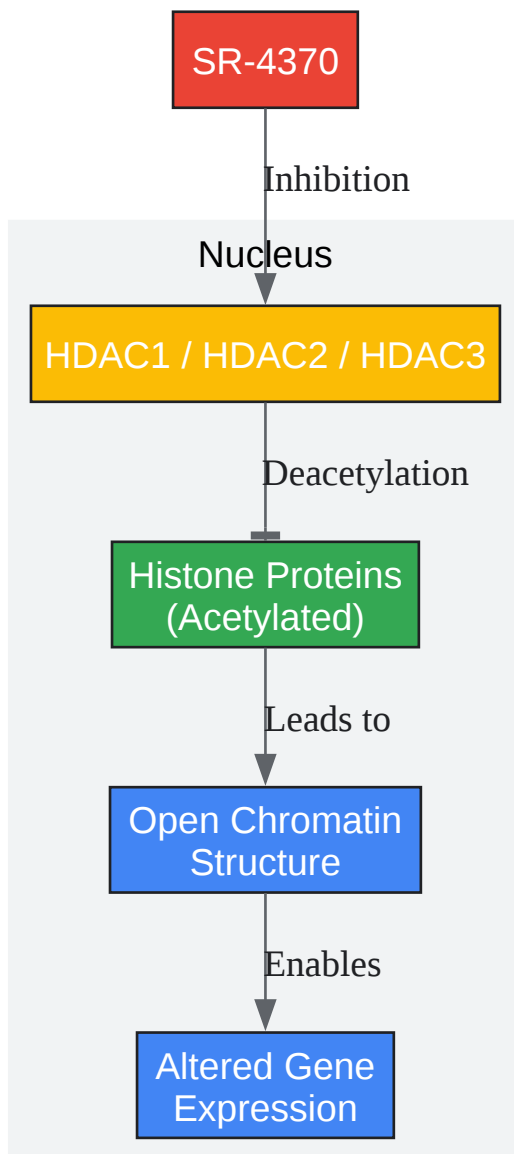 SR-4370
Inhibition
Nucleus
HDAC1 / HDAC2 / HDAC3
Deacetylation
Histone Proteins
(Acetylated)
Leads to
Open Chromatin
Structure
Enables
Altered Gene
Expression